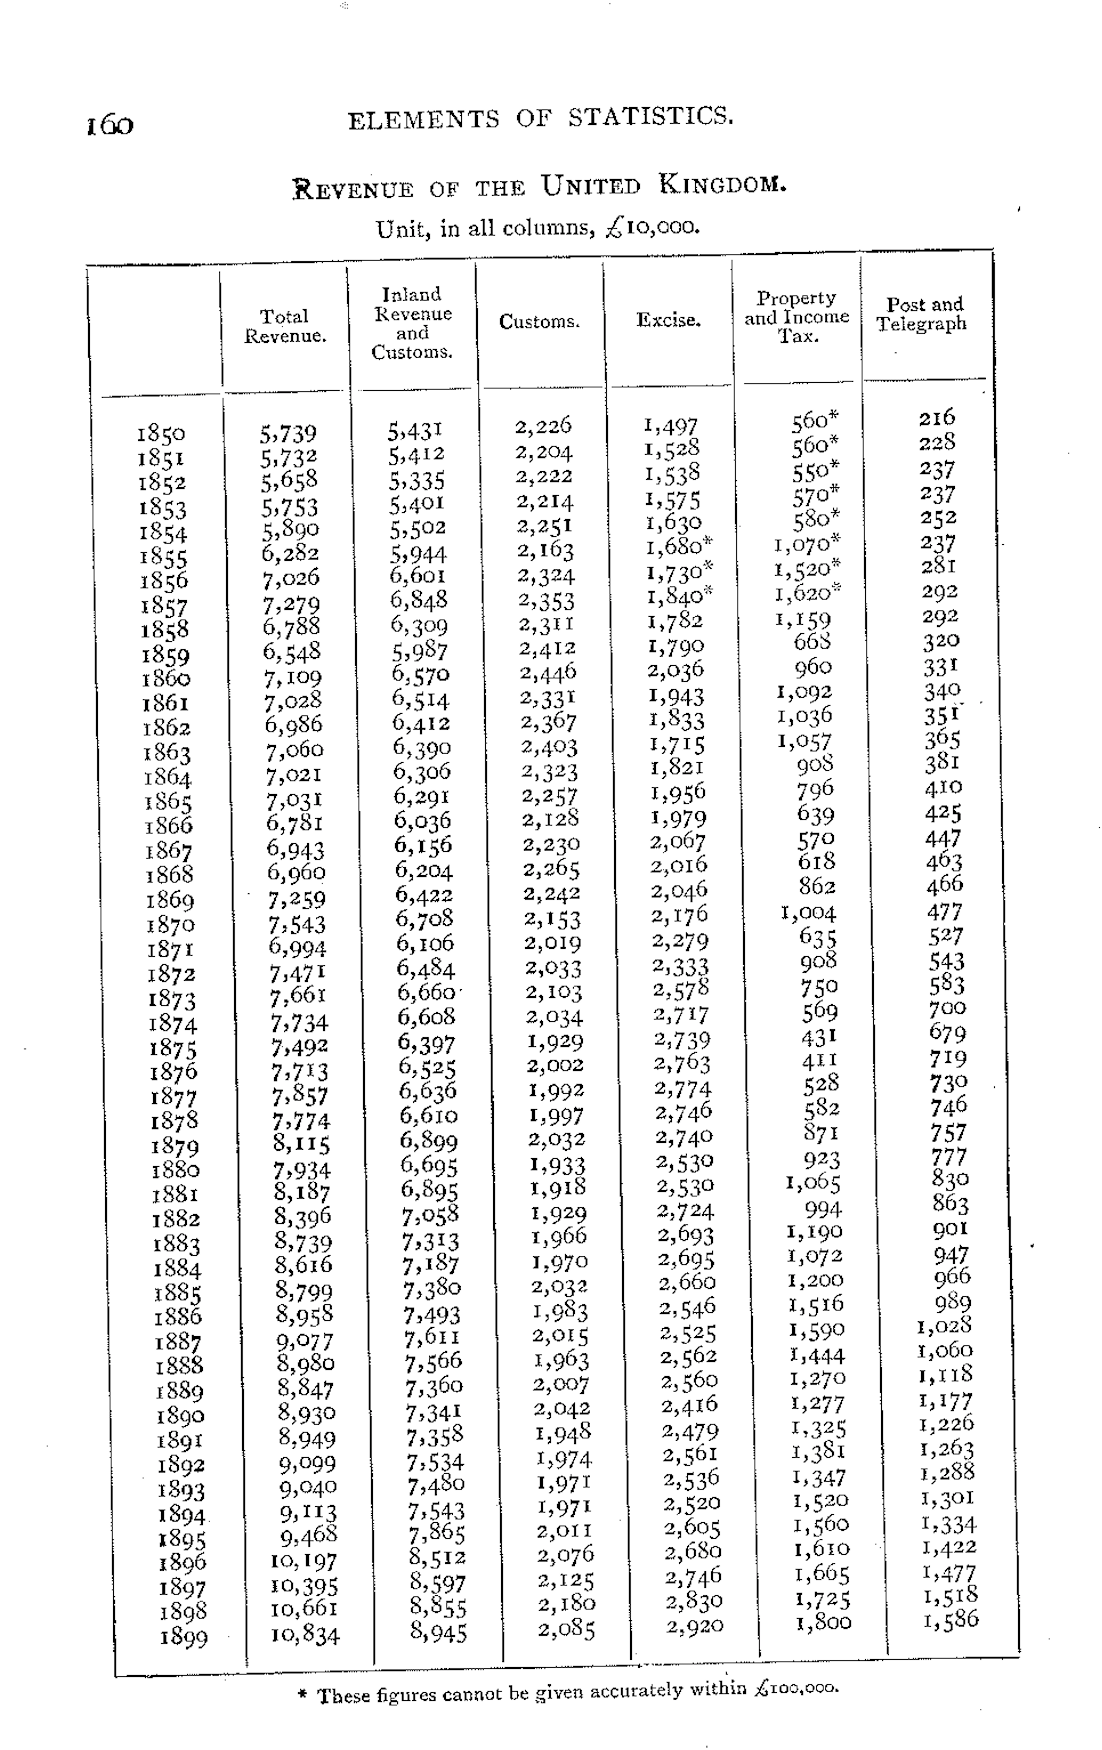 160 ELEMENTS OF STATISTICS.
REVENUE OF THE UNITED KINGDOM.
Unit, in all columns, £10,000.
Total Revenue. Inland Revenue and Customs. Customs. Excise. Property and Income Tax. Post and Telegraph
1850 5,739 5,431 2,226 1,497 560* 216
1851 5,732 5,412 2,204 1,528 560* 228
1852 5,658 5,335 2,222 1,538 550* 237
1853 5,753 5,401 2,214 1,575 570* 237
1854 5,890 5,502 2,251 1,630 580* 252
1855 6,282 5,944 2,163 1,680* 1,070* 237
1856 7,026 6,601 2,324 1,730* 1,520* 281
1857 7,279 6,848 2,353 1,840* 1,620* 292
1858 6,788 6,309 2,311 1,782 1,159 292
1859 6,548 5,987 2,412 1,790 668 320
1860 7,109 6,570 2,446 2,036 960 331
1861 7,028 6,514 2,331 1,943 1,092 340
1862 6,986 6,412 2,367 1,833 1,036 351
1863 7,060 6,390 2,403 1,715 1,057 365
1864 7,021 6,306 2,323 1,821 908 381
1865 7,031 6,291 2,257 1,956 796 410
1866 6,781 6,036 2,128 1,979 639 425
1867 6,943 6,156 2,230 2,067 570 447
1868 6,960 6,204 2,265 2,016 618 463
1869 7,259 6,422 2,242 2,046 862 466
1870 7,543 6,708 2,153 2,176 1,004 477
1871 6,994 6,106 2,019 2,279 635 527
1872 7,471 6,484 2,033 2,333 908 543
1873 7,661 6,660 2,103 2,578 750 583
1874 7,734 6,608 2,034 2,717 569 700
1875 7,492 6,397 1,929 2,739 431 679
1876 7,713 6,525 2,002 2,763 411 719
1877 7,857 6,636 1,992 2,774 528 730
1878 7,774 6,610 1,997 2,746 582 746
1879 8,115 6,899 2,032 2,740 871 757
1880 7,934 6,695 1,933 2,530 923 777
1881 8,187 6,895 1,918 2,530 1,065 830
1882 8,396 7,058 1,929 2,724 994 863
1883 8,739 7,313 1,966 2,693 1,190 901
1884 8,616 7,187 1,970 2,695 1,072 947
1885 8,799 7,380 2,032 2,660 1,200 966
1886 8,958 7,493 1,983 2,546 1,516 989
1887 9,077 7,611 2,015 2,525 1,590 1,028
1888 8,980 7,566 1,963 2,562 1,444 1,060
1889 8,847 7,360 2,007 2,560 1,270 1,118
1890 8,930 7,341 2,042 2,416 1,277 1,177
1891 8,949 7,358 1,948 2,479 1,325 1,226
1892 9,099 7,534 1,974 2,561 1,381 1,263
1893 9,040 7,480 1,971 2,536 1,347 1,288
1894 9,113 7,543 1,971 2,520 1,520 1,301
1895 9,468 7,865 2,011 2,605 1,560 1,334
1896 10,197 8,512 2,076 2,680 1,610 1,422
1897 10,395 8,597 2,125 2,746 1,665 1,477
1898 10,661 8,855 2,180 2,830 1,725 1,518
1899 10,834 8,945 2,085 2,920 1,800 1,586
* These figures cannot be given accurately within £100,000.